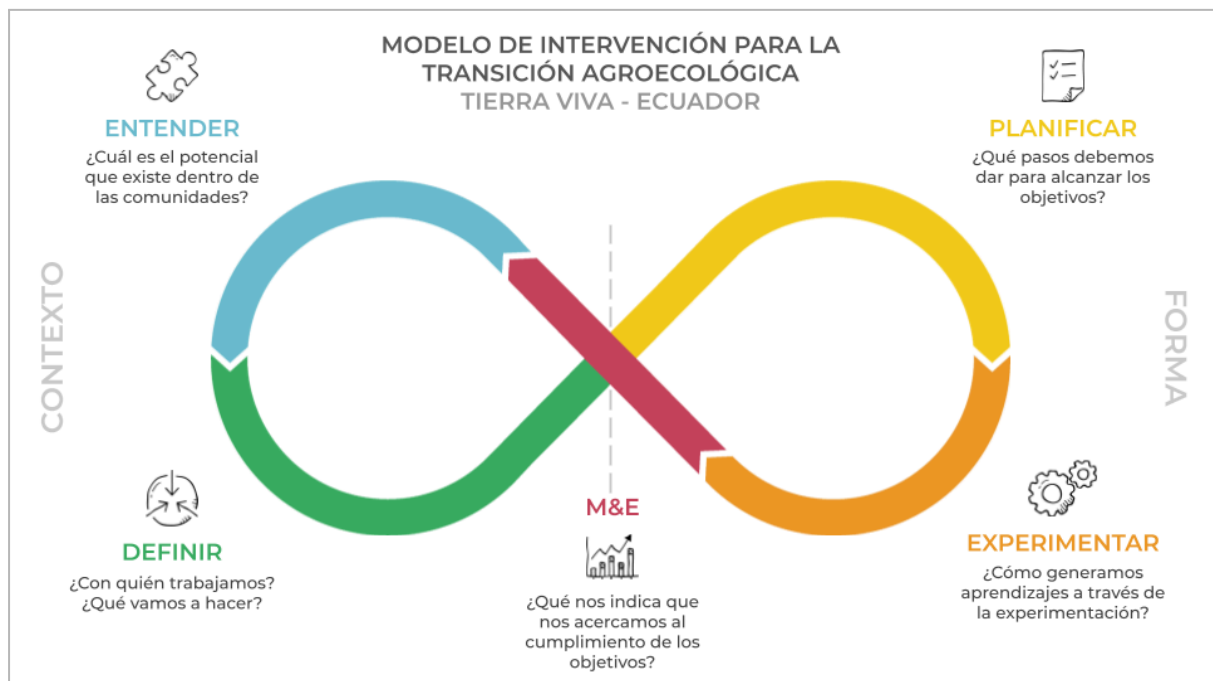 MODELO DE INTERVENCIÓN PARA LA
TRANSICIÓN AGROECOLÓGICA
TIERRA VIVA - ECUADOR
ENTENDER
¿Cuál es el potencial
que existe dentro de
las comunidades?
PLANIFICAR
¿Qué pasos debemos
dar para alcanzar los
objetivos?
CONTEXTO
FORMA
DEFINIR
¿Con quién trabajamos?
¿Qué vamos a hacer?
M&E
¿Qué nos indica que
nos acercamos al
cumplimiento de los
objetivos?
EXPERIMENTAR
¿Cómo generamos
aprendizajes a través de
la experimentación?